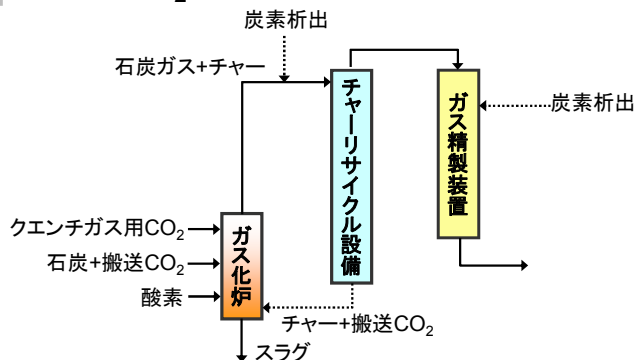 炭素析出
石炭ガス+チャー
チャーリサイクル設備
ガス精製装置
炭素析出
クエンチガス用CO2
石炭+搬送CO2
酸素
ガス化炉
チャー+搬送CO2
スラグ